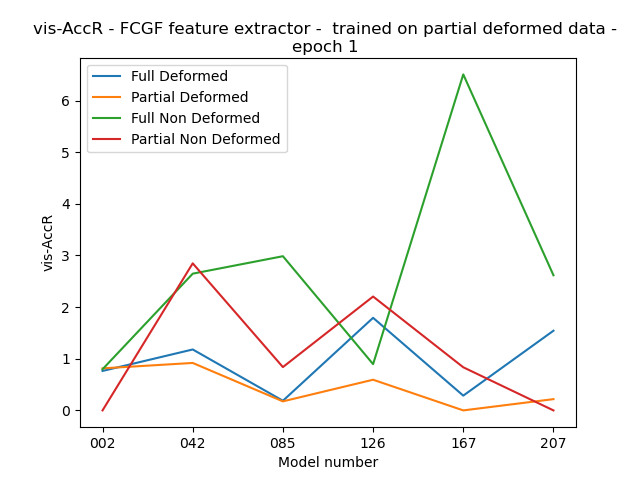 vis-AccR - FCGF feature extractor -  trained on partial deformed data -
epoch 1
Full Deformed
Partial Deformed
Full Non Deformed
Partial Non Deformed
vis-AccR
6
5
4
3
2
1
0
002 042 085 126 167 207
Model number